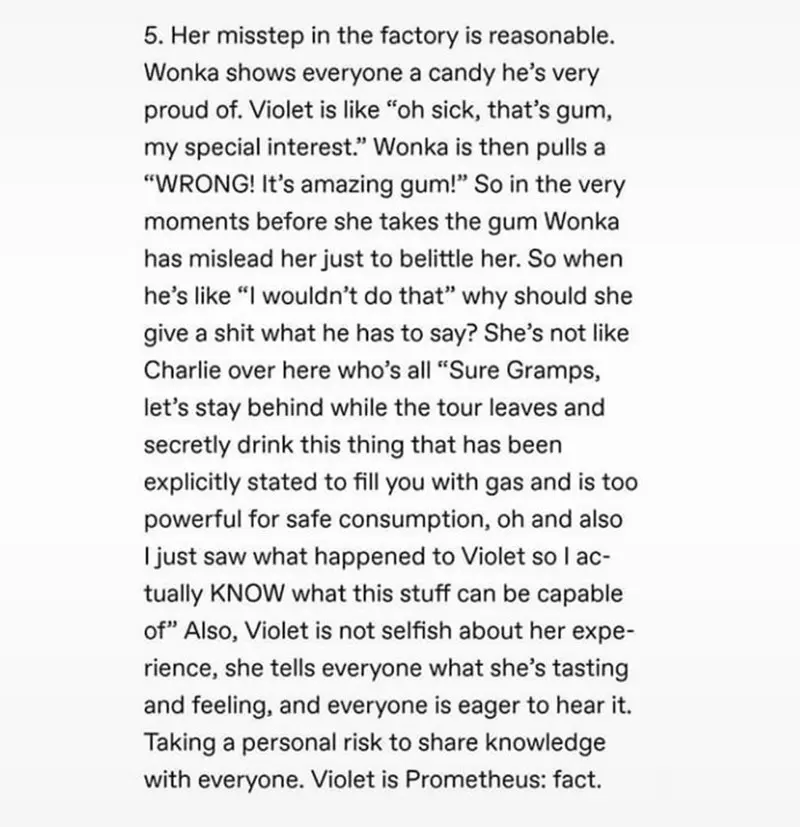 5. Her misstep in the factory is reasonable.
Wonka shows everyone a candy he’s very
proud of. Violet is like “oh sick, that’s gum,
my special interest.” Wonka is then pulls a
“WRONG! It’s amazing gum!” So in the very
moments before she takes the gum Wonka
has mislead her just to belittle her. So when
he’s like “I wouldn’t do that” why should she
give a shit what he has to say? She’s not like
Charlie over here who’s all “Sure Gramps,
let’s stay behind while the tour leaves and
secretly drink this thing that has been
explicitly stated to fill you with gas and is too
powerful for safe consumption, oh and also
I just saw what happened to Violet so I ac-
tually KNOW what this stuff can be capable
of” Also, Violet is not selfish about her expe-
rience, she tells everyone what she’s tasting
and feeling, and everyone is eager to hear it.
Taking a personal risk to share knowledge
with everyone. Violet is Prometheus: fact.